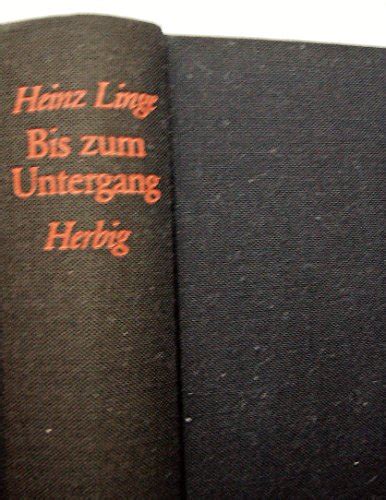 Heinz Linge
Bis zum
Untergang
Herbig